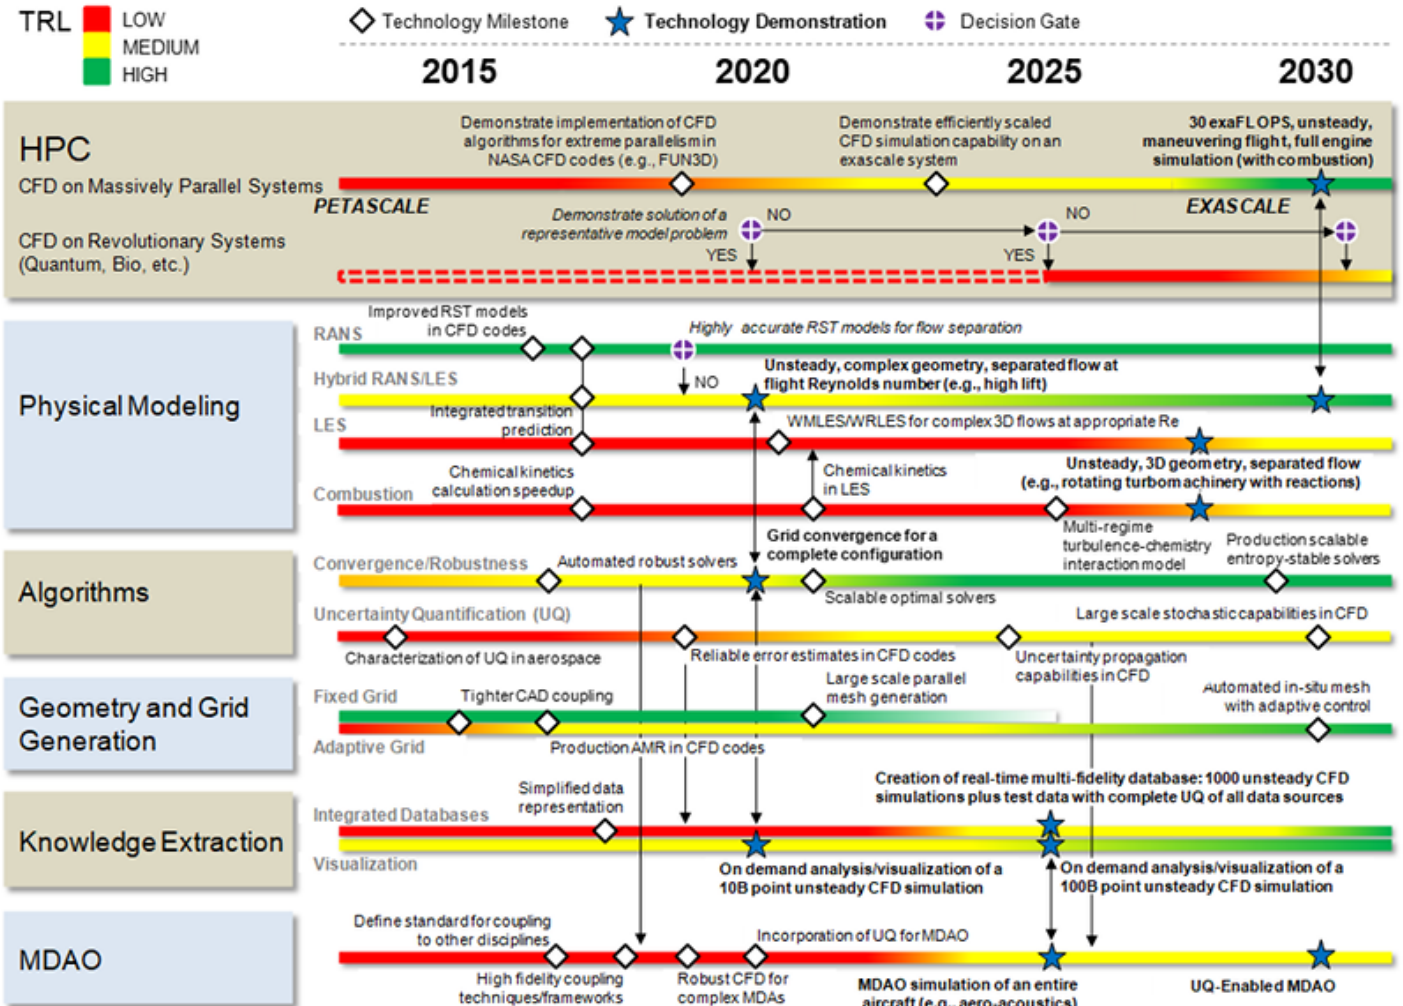 TRL
LOW
MEDIUM
HIGH
Technology Milestone
Technology Demonstration
Decision Gate
2015
2020
2025
2030
HPC
CFD on Massively Parallel Systems
PETASCALE
Demonstrate implementation of CFD
algorithms for extreme parallelism in
NASA CFD codes (e.g., FUN3D)
Demonstrate efficiently scaled
CFD simulation capability on an
exascale system
30 exaFLOPS, unsteady,
maneuvering flight, full engine
simulation (with combustion)
EXASCALE
CFD on Revolutionary Systems
(Quantum, Bio, etc.)
Demonstrate solution of a
representative model problem
NO
YES
NO
YES
Physical Modeling
RANS
Improved RST models
in CFD codes
Highly accurate RST models for flow separation
Hybrid RANS/LES
NO
Unsteady, complex geometry, separated flow at
flight Reynolds number (e.g., high lift)
LES
Integrated transition
prediction
WMLES/WRLES for complex 3D flows at appropriate Re
Unsteady, 3D geometry, separated flow
(e.g., rotating turbomachinery with reactions)
Combustion
Chemical kinetics
calculation speedup
Chemical kinetics
in LES
Multi-regime
turbulence-chemistry
interaction model
Algorithms
Convergence/Robustness
Automated robust solvers
Grid convergence for a
complete configuration
Scalable optimal solvers
Production scalable
entropy-stable solvers
Uncertainty Quantification (UQ)
Characterization of UQ in aerospace
Reliable error estimates in CFD codes
Uncertainty propagation
capabilities in CFD
Large scale stochastic capabilities in CFD
Geometry and Grid
Generation
Fixed Grid
Tighter CAD coupling
Large scale parallel
mesh generation
Automated in-situ mesh
with adaptive control
Adaptive Grid
Production AMR in CFD codes
Knowledge Extraction
Integrated Databases
Simplified data
representation
Creation of real-time multi-fidelity database: 1000 unsteady CFD
simulations plus test data with complete UQ of all data sources
Visualization
On demand analysis/visualization of a
10B point unsteady CFD simulation
On demand analysis/visualization of a
100B point unsteady CFD simulation
MDAO
Define standard for coupling
to other disciplines
High fidelity coupling
techniques/frameworks
Robust CFD for
complex MDAs
Incorporation of UQ for MDAO
MDAO simulation of an entire
aircraft (e.g., aero-acoustics)
UQ-Enabled MDAO